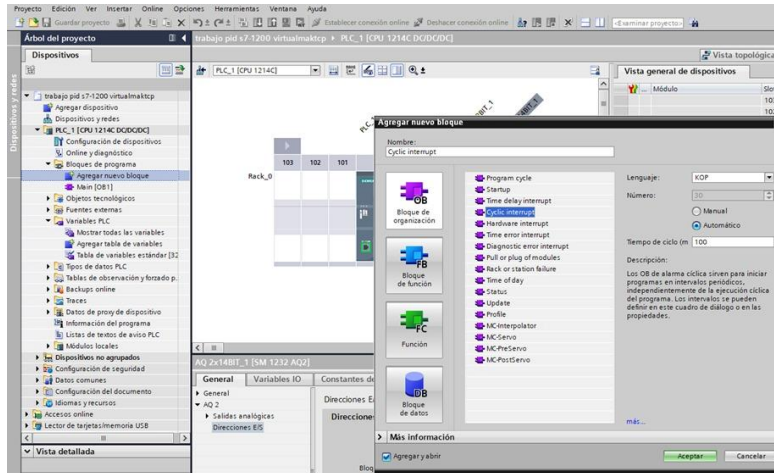 Proyecto Edición Ver Insertar Online Opciones Herramientas Ventana Ayuda
Guardar proyecto Establecer conexión online Deshacer conexión online <Examinar proyecto>
Árbol del proyecto
trabajo pid s7-1200 virtualmaktcp PLC_1 [CPU 1214C DC/DC/DC]
Dispositivos
Vista topológica
Dispositivos y redes
PLC_1 [CPU 1214C]
Vista general de dispositivos
Módulo
trabajo pid s7-1200 virtualmaktcp
Agregar dispositivo
Dispositivos y redes
PLC_1 [CPU 1214C DC/DC/DC]
Configuración de dispositivos
Online y diagnóstico
Bloques de programa
Agregar nuevo bloque
Main [OB1]
Objetos tecnológicos
Fuentes externas
Variables PLC
Mostrar todas las variables
Agregar tabla de variables
Tabla de variables estándar [32
Tipos de datos PLC
Tablas de observación y forzado p..
Backups online
Traces
Datos de proxy de dispositivo
Información del programa
Listas de textos de aviso PLC
Módulos locales
Dispositivos no agrupados
Configuración de seguridad
Datos comunes
Configuración del documento
Idiomas y recursos
Accesos online
Lector de tarjetas/memoria USB
Vista detallada
103 102 101
Rack_0
AQ 2x14BIT_1 [SM 1232 AQ2]
General Variables IO Constantes de
General
AQ 2
Salidas analógicas
Direcciones E/S
Agregar nuevo bloque
Nombre:
Cyclic interrupt
OB
Bloque de
organización
FB
Bloque
de función
FC
Función
DB
Bloque
de datos
Program cycle
Startup
Time delay interrupt
Cyclic interrupt
Hardware interrupt
Time error interrupt
Diagnostic error interrupt
Pull or plug of modules
Rack or station failure
Time of day
Status
Update
Profile
MC-Interpolator
MC-Servo
MC-PreServo
MC-PostServo
Lenguaje: KOP
Número: 30
Manual
Automático
Tiempo de ciclo (m 100
Descripción:
Los OB de alarma cíclica sirven para iniciar
programas en intervalos periódicos,
independientemente de la ejecución cíclica
del programa. Los intervalos se pueden
definir en este cuadro de diálogo o en las
propiedades.
más...
Más información
Agregar y abrir
Aceptar Cancelar